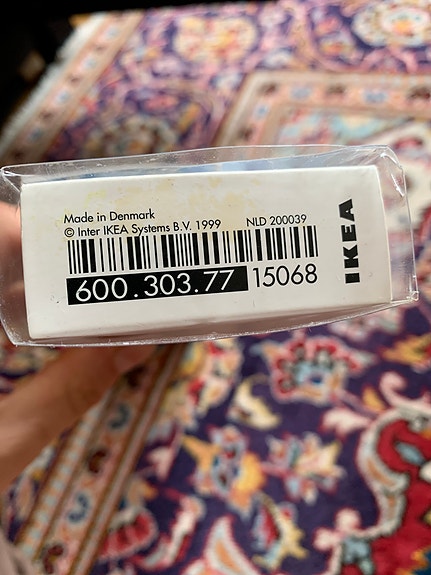 Made in Denmark
© Inter IKEA Systems B.V. 1999 NLD 200039
600.303.77 15068
IKEA